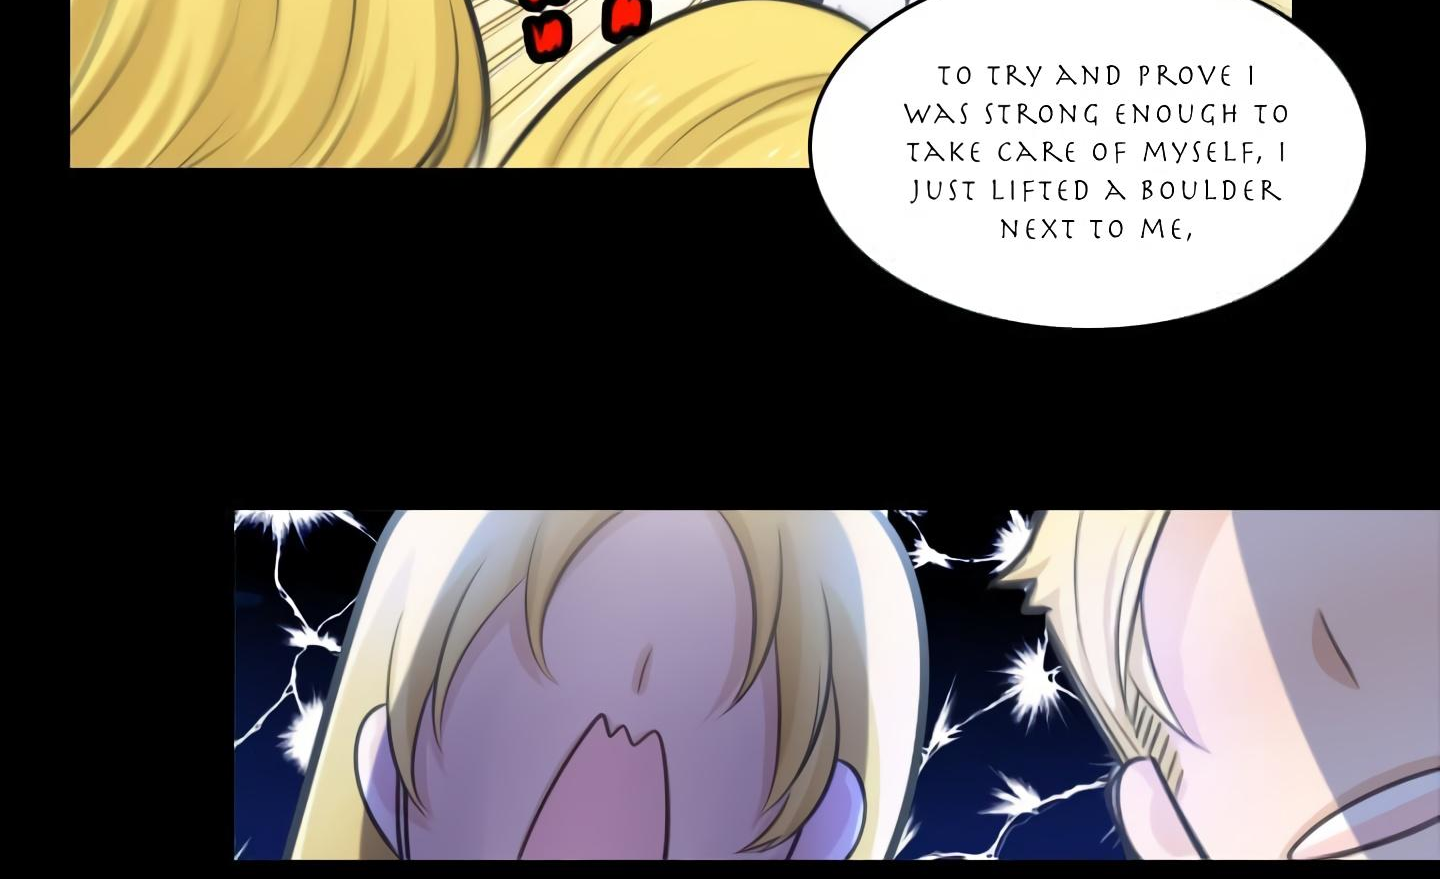 TO TRY AND PROVE I
WAS STRONG ENOUGH TO
TAKE CARE OF MYSELF, I
JUST LIFTED A BOULDER
NEXT TO ME,